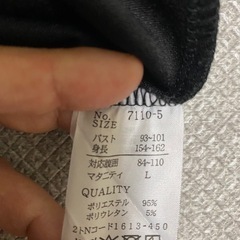 No. 7110-5
SIZE
バスト 93~101
身長 154~162
対応腹囲 84-110
マタニティ L
QUALITY
ポリエステル 95%
ポリウレタン 5%
2トNコード1613-450